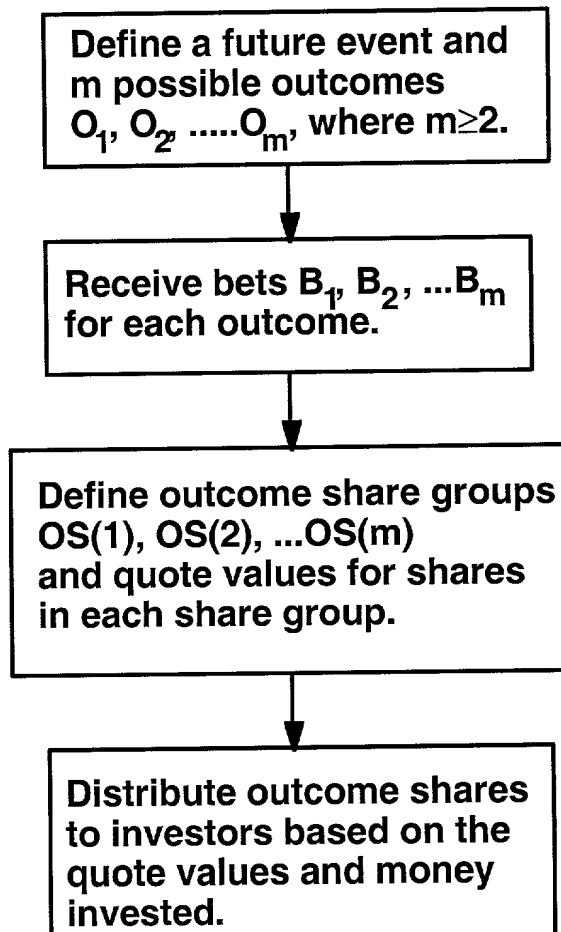 Define a future event and
m possible outcomes
O₁, O₂, .....Oₘ, where m≥2.
Receive bets B₁, B₂, ...Bₘ
for each outcome.
Define outcome share groups
OS(1), OS(2), ...OS(m)
and quote values for shares
in each share group.
Distribute outcome shares
to investors based on the
quote values and money
invested.